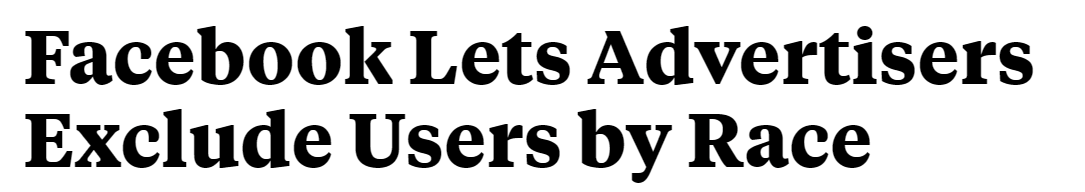 Facebook Lets Advertisers
Exclude Users by Race